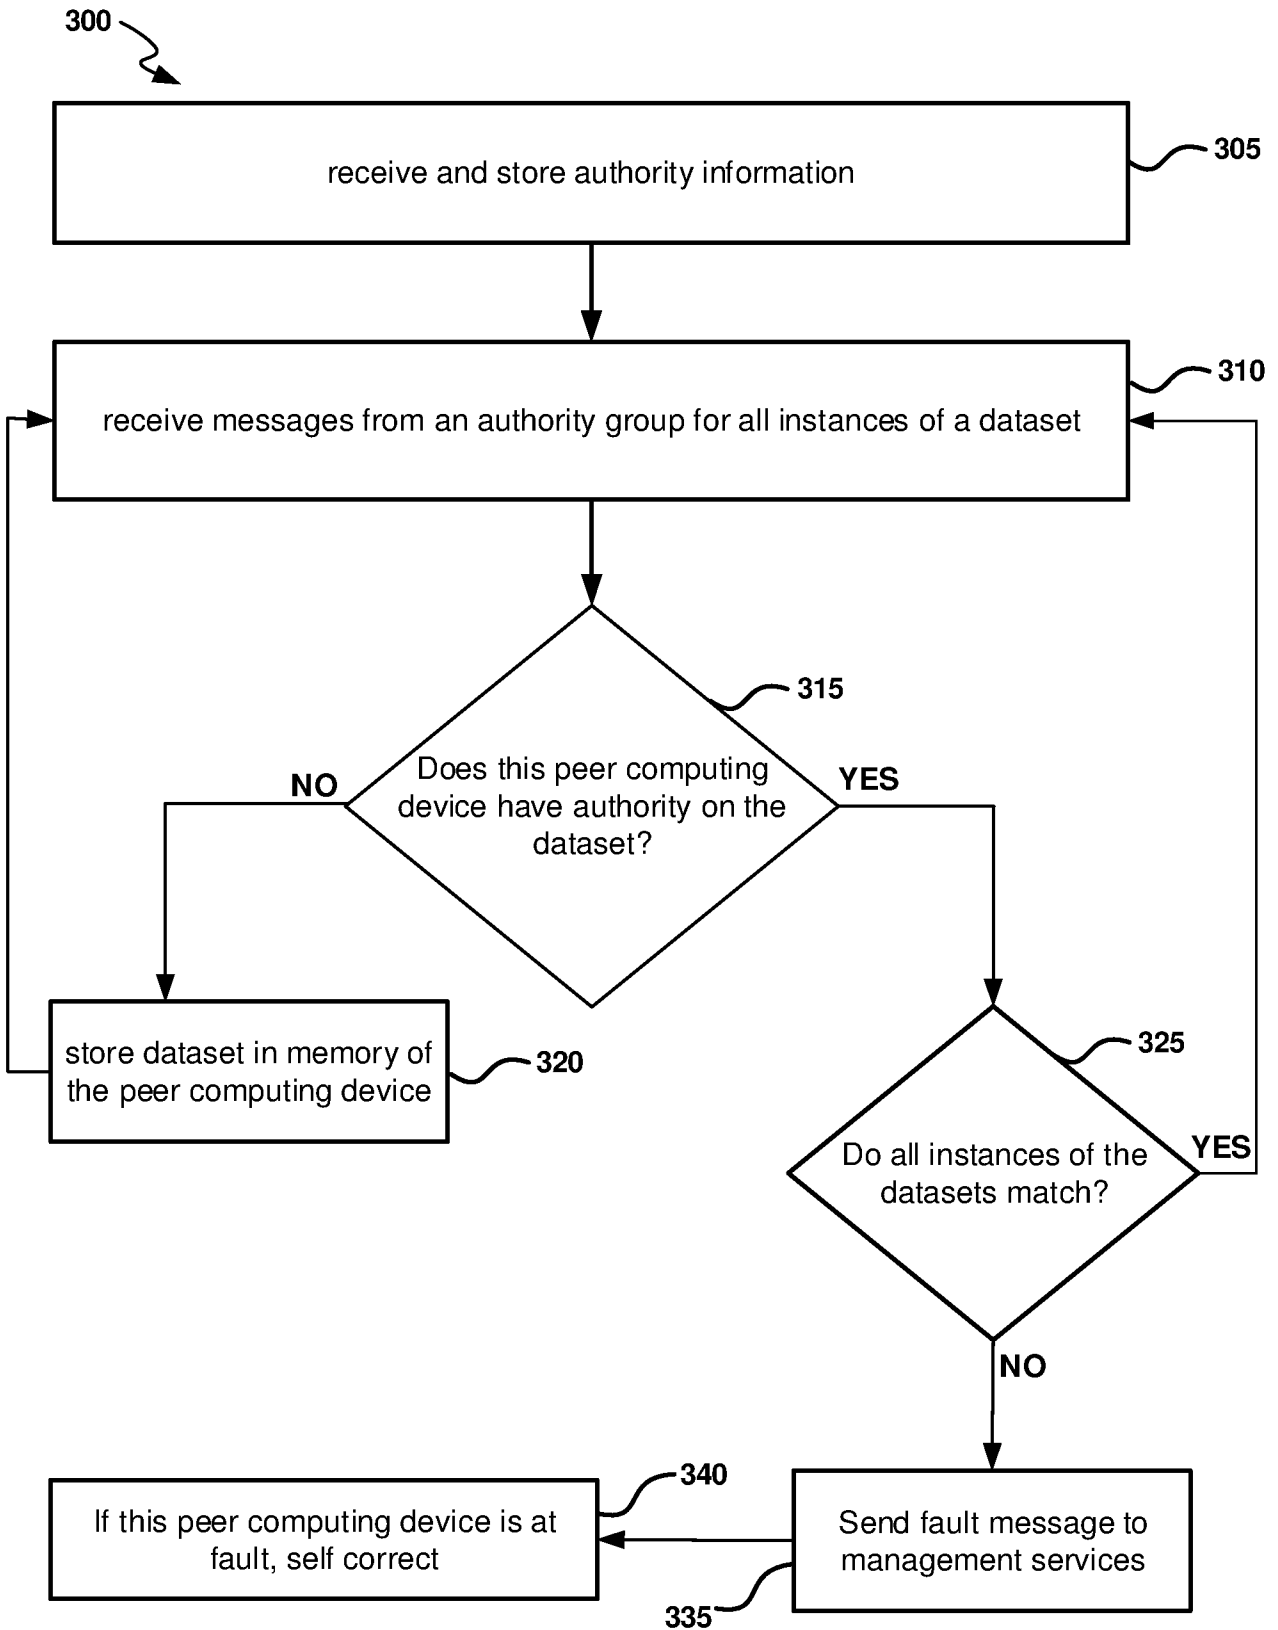 300
receive and store authority information
305
receive messages from an authority group for all instances of a dataset
310
315
Does this peer computing
device have authority on the
dataset?
NO
YES
store dataset in memory of
the peer computing device
320
325
Do all instances of the
datasets match?
YES
NO
Send fault message to
management services
335
340
If this peer computing device is at
fault, self correct